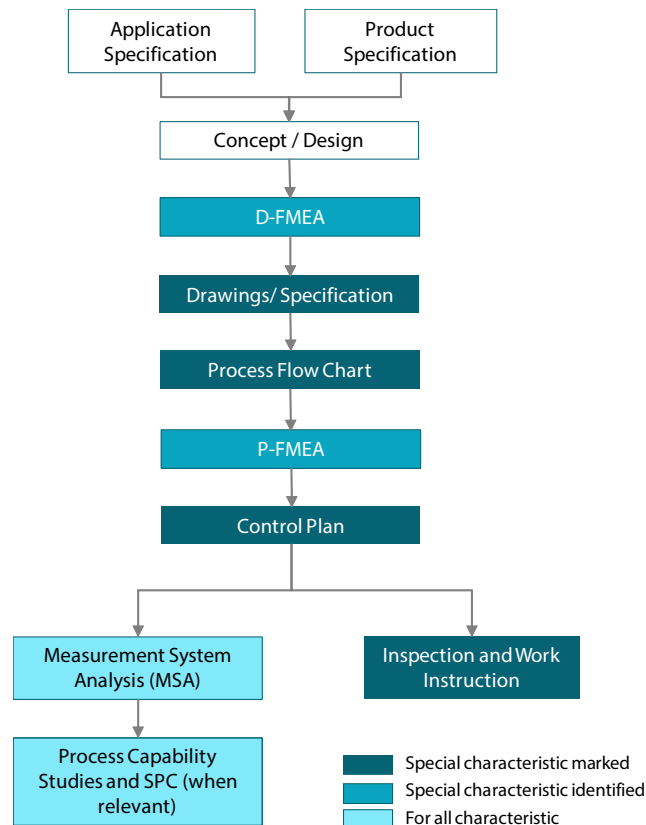 Application
Specification
Product
Specification
Concept / Design
D-FMEA
Drawings/ Specification
Process Flow Chart
P-FMEA
Control Plan
Measurement System
Analysis (MSA)
Inspection and Work
Instruction
Process Capability
Studies and SPC (when
relevant)
Special characteristic marked
Special characteristic identified
For all characteristic